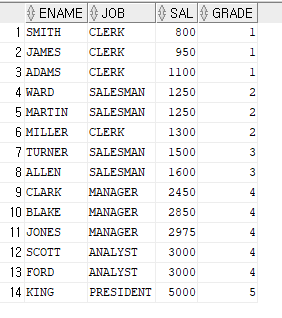 ENAME JOB SAL GRADE
1 SMITH CLERK 800 1
2 JAMES CLERK 950 1
3 ADAMS CLERK 1100 1
4 WARD SALESMAN 1250 2
5 MARTIN SALESMAN 1250 2
6 MILLER CLERK 1300 2
7 TURNER SALESMAN 1500 3
8 ALLEN SALESMAN 1600 3
9 CLARK MANAGER 2450 4
10 BLAKE MANAGER 2850 4
11 JONES MANAGER 2975 4
12 SCOTT ANALYST 3000 4
13 FORD ANALYST 3000 4
14 KING PRESIDENT 5000 5